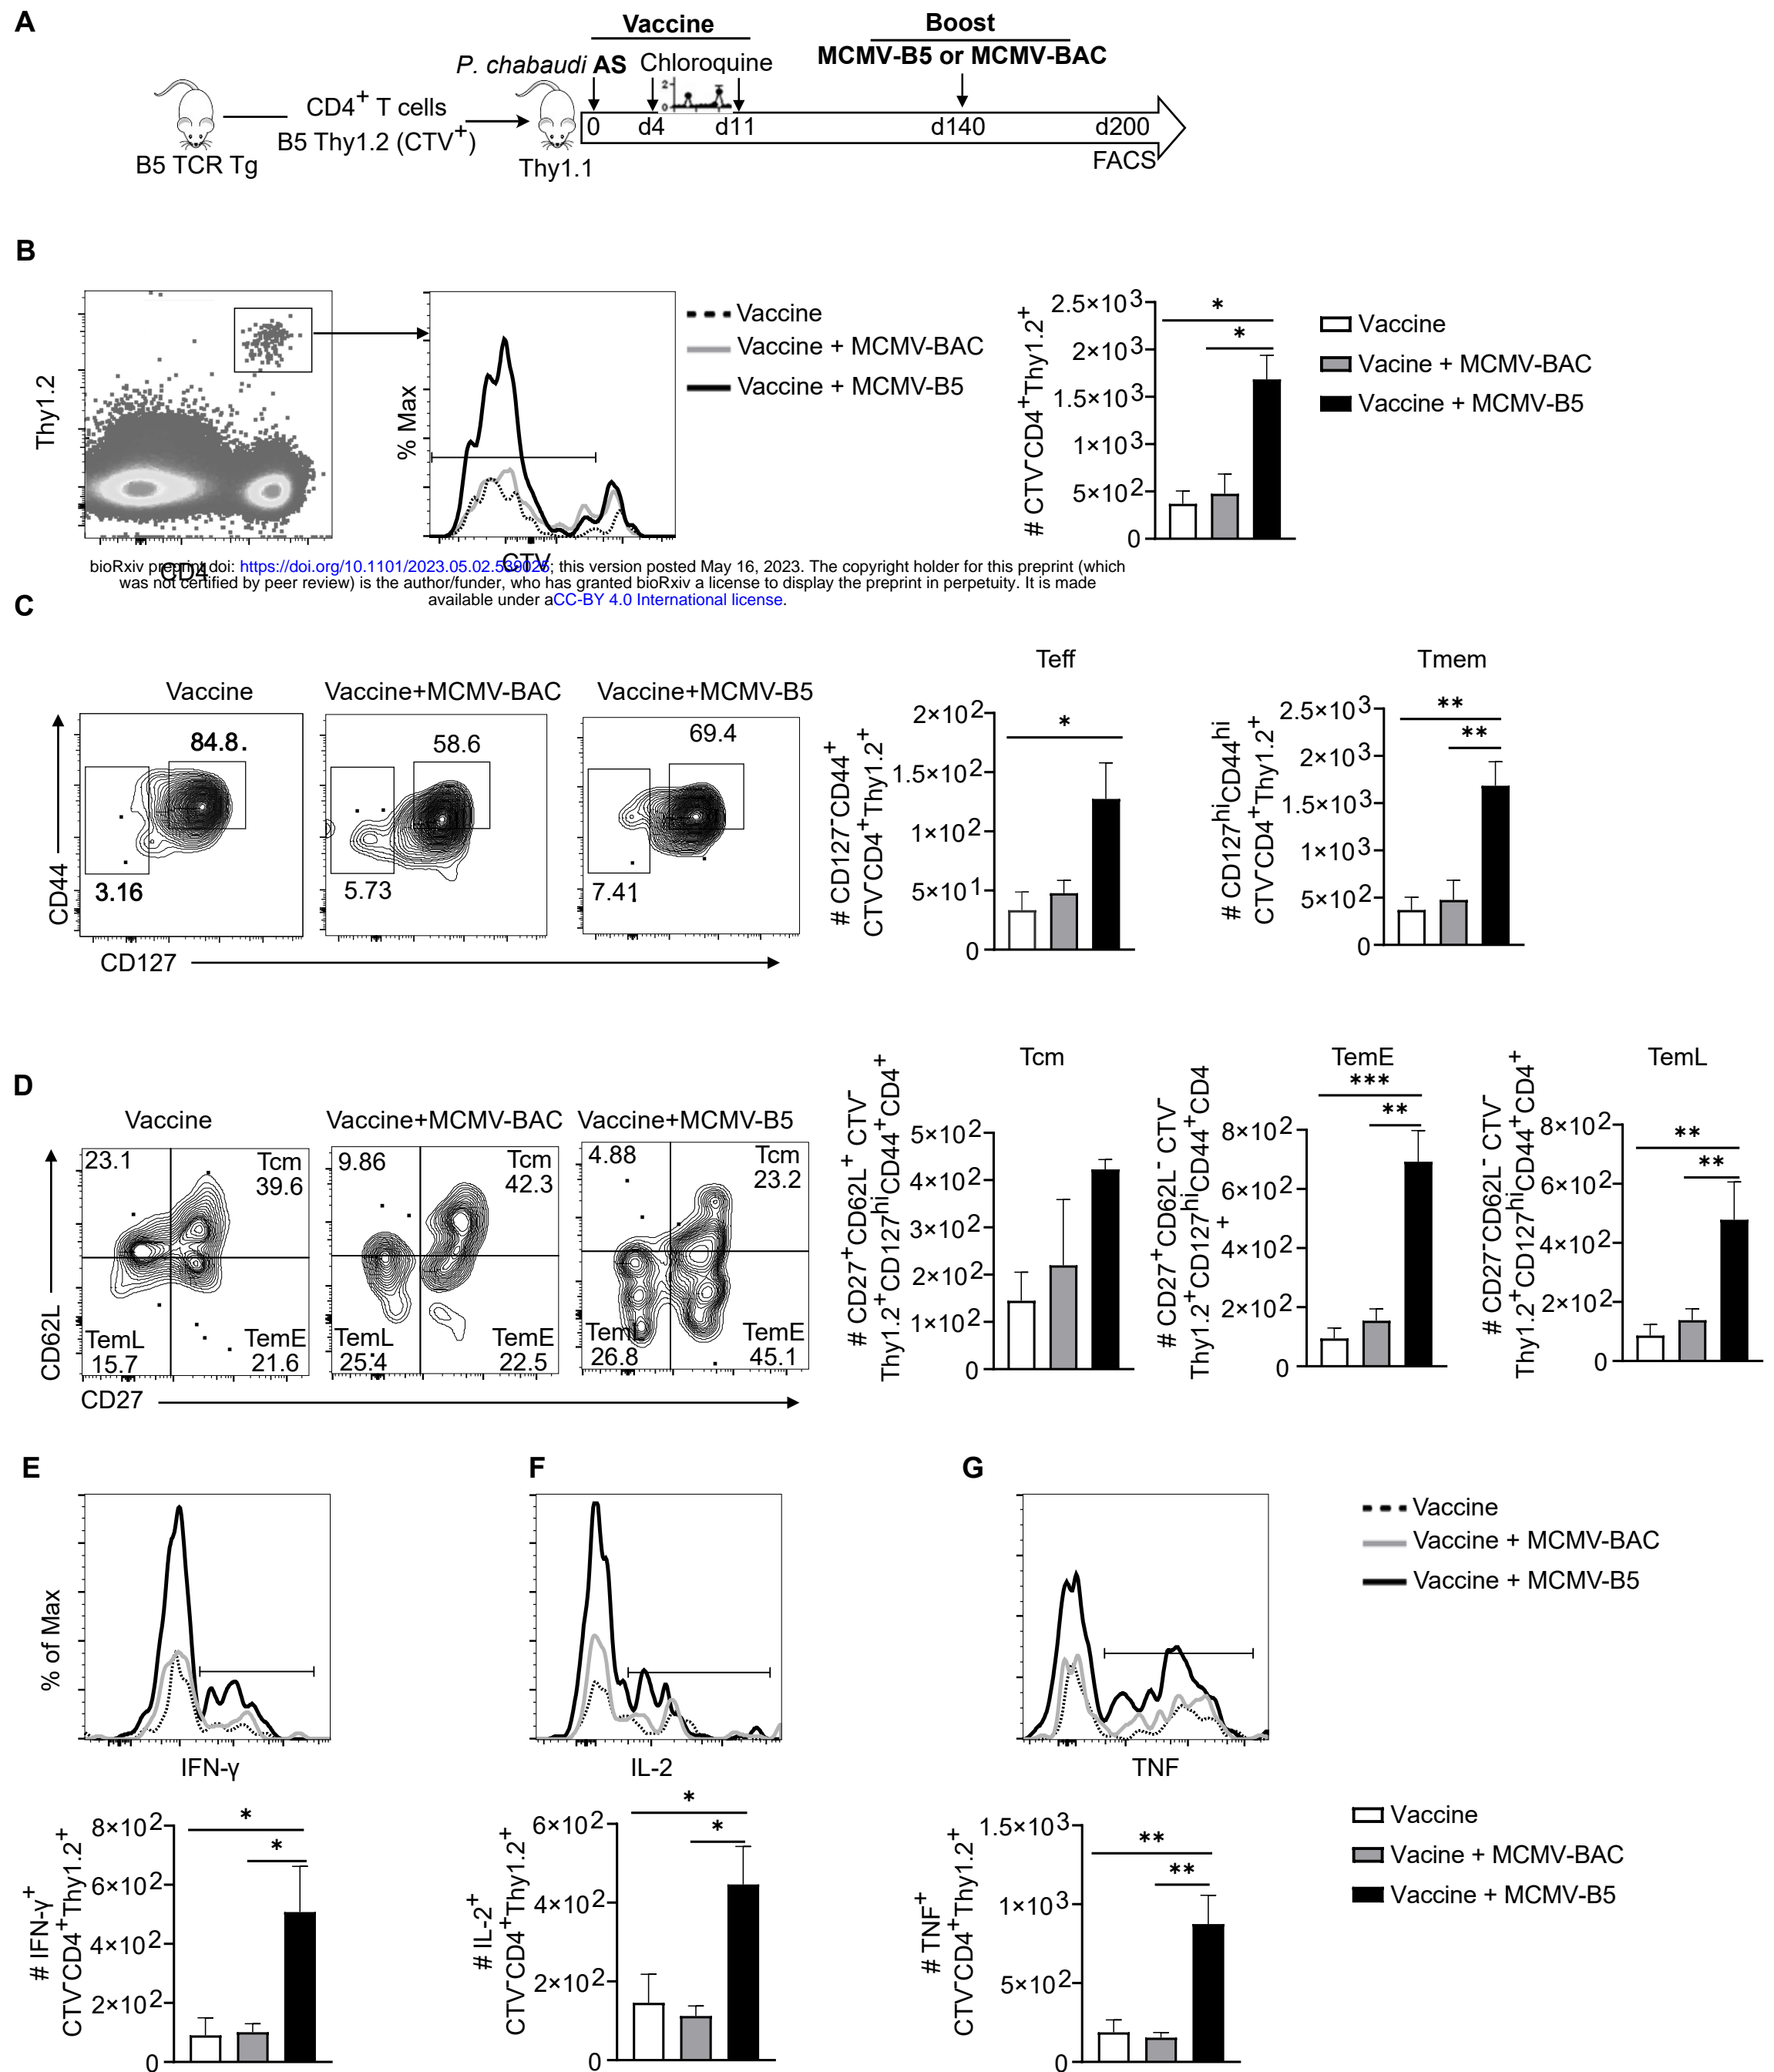 A
Vaccine
Boost
P. chabaudi AS Chloroquine
MCMV-B5 or MCMV-BAC
CD4+ T cells
B5 Thy1.2 (CTV+)
B5 TCR Tg
Thy1.1
2
0
0 d4 d11 d140 d200
FACS
B
Thy1.2
CD4
% Max
CTV
Vaccine
Vaccine + MCMV-BAC
Vaccine + MCMV-B5
# CTV-CD4+Thy1.2+
2.5×103
2×103
1.5×103
1×103
5×102
0
*
*
Vaccine
Vacine + MCMV-BAC
Vaccine + MCMV-B5
bioRxiv preprint doi: https://doi.org/10.1101/2023.05.02.539025; this version posted May 16, 2023. The copyright holder for this preprint (which
was not certified by peer review) is the author/funder, who has granted bioRxiv a license to display the preprint in perpetuity. It is made
available under aCC-BY 4.0 International license.
C
Vaccine Vaccine+MCMV-BAC Vaccine+MCMV-B5
84.8. 58.6 69.4
3.16 5.73 7.41
CD44
CD127
Teff
# CD127-CD44+
CTV-CD4+Thy1.2+
2×102
1.5×102
1×102
5×101
0
*
Tmem
# CD127hiCD44hi
CTV-CD4+Thy1.2+
2.5×103
2×103
1.5×103
1×103
5×102
0
**
**
D
Vaccine Vaccine+MCMV-BAC Vaccine+MCMV-B5
23.1 Tcm 39.6
TemL 15.7 TemE 21.6
9.86 Tcm 42.3
TemL 25.4 TemE 22.5
4.88 Tcm 23.2
TemL 26.8 TemE 45.1
CD62L
CD27
Tcm
# CD27+CD62L+ CTV-
Thy1.2+CD127hiCD44+CD4+
5×102
4×102
3×102
2×102
1×102
0
TemE
# CD27+CD62L- CTV-
Thy1.2+CD127hiCD44+CD4
+
8×102
6×102
4×102
2×102
0
***
**
TemL
# CD27-CD62L- CTV-
Thy1.2+CD127hiCD44+CD4+
8×102
6×102
4×102
2×102
0
**
**
E F G
% of Max
IFN-γ
IL-2
TNF
Vaccine
Vaccine + MCMV-BAC
Vaccine + MCMV-B5
# IFN-γ+
CTV-CD4+Thy1.2+
8×102
6×102
4×102
2×102
0
*
*
# IL-2+
CTV-CD4+Thy1.2+
6×102
4×102
2×102
0
*
*
# TNF+
CTV-CD4+Thy1.2+
1.5×103
1×103
5×102
0
**
**
Vaccine
Vacine + MCMV-BAC
Vaccine + MCMV-B5